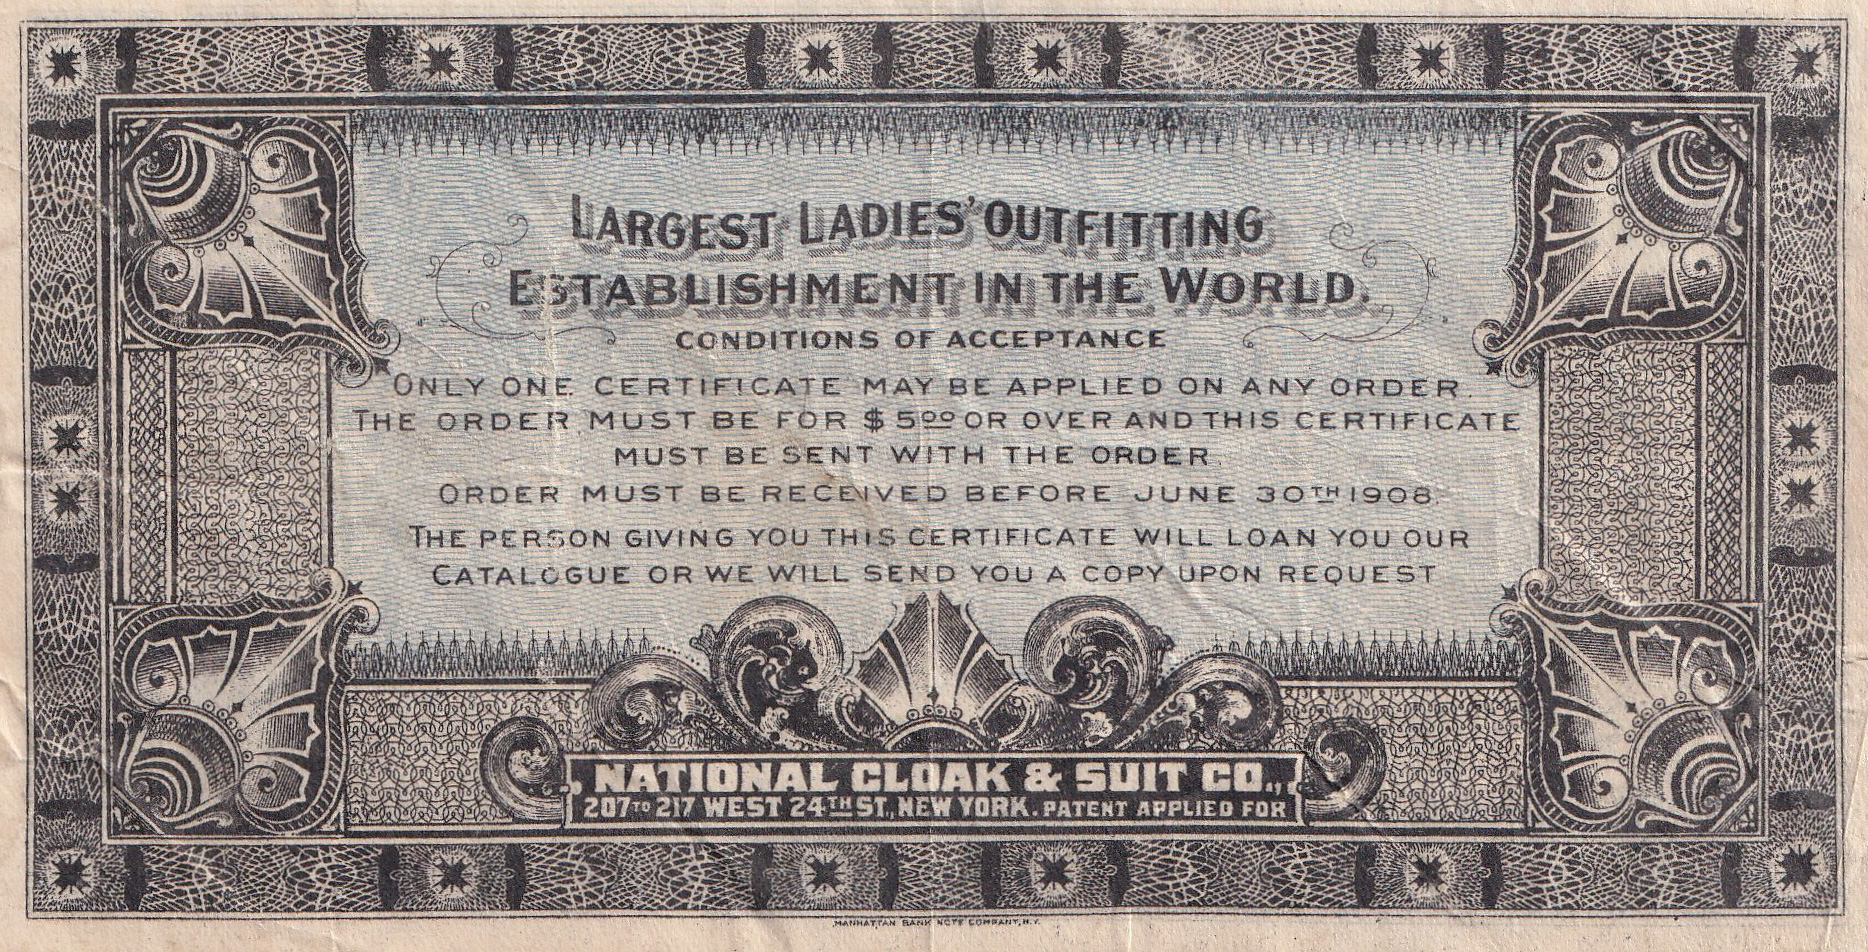 LARGEST LADIES' OUTFITTING
ESTABLISHMENT IN THE WORLD.
CONDITIONS OF ACCEPTANCE
ONLY ONE CERTIFICATE MAY BE APPLIED ON ANY ORDER.
THE ORDER MUST BE FOR $5.00 OR OVER AND THIS CERTIFICATE
MUST BE SENT WITH THE ORDER.
ORDER MUST BE RECEIVED BEFORE JUNE 30TH 1908.
THE PERSON GIVING YOU THIS CERTIFICATE WILL LOAN YOU OUR
CATALOGUE OR WE WILL SEND YOU A COPY UPON REQUEST
NATIONAL CLOAK & SUIT CO.,
207 TO 217 WEST 24TH ST., NEW YORK. PATENT APPLIED FOR
MANHATTAN BANK NOTE COMPANY, N.Y.